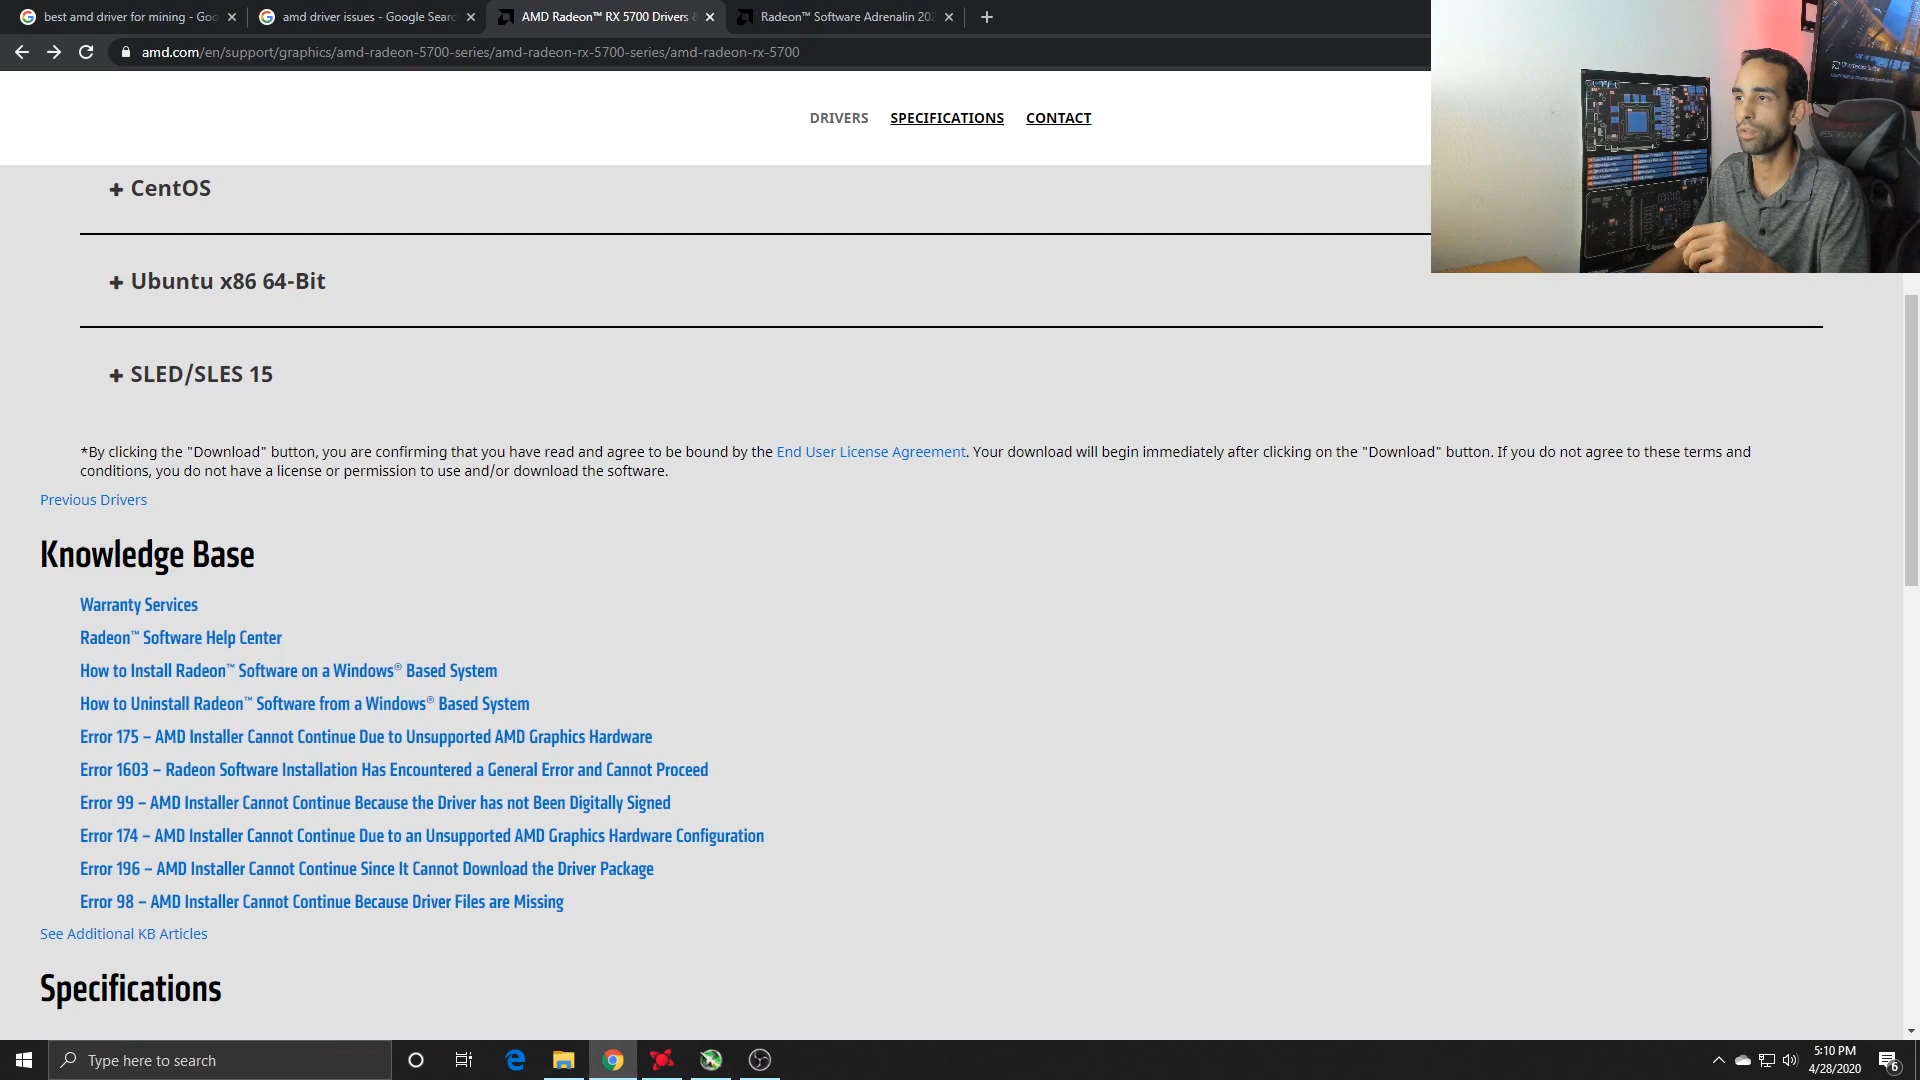 best amd driver for mining - Goo
amd driver issues - Google Searc
AMD Radeon™ RX 5700 Drivers &
Radeon™ Software Adrenalin 202
amd.com/en/support/graphics/amd-radeon-5700-series/amd-radeon-rx-5700-series/amd-radeon-rx-5700
DRIVERS SPECIFICATIONS CONTACT
+ CentOS
+ Ubuntu x86 64-Bit
+ SLED/SLES 15
*By clicking the "Download" button, you are confirming that you have read and agree to be bound by the End User License Agreement. Your download will begin immediately after clicking on the "Download" button. If you do not agree to these terms and
conditions, you do not have a license or permission to use and/or download the software.
Previous Drivers
Knowledge Base
Warranty Services
Radeon™ Software Help Center
How to Install Radeon™ Software on a Windows® Based System
How to Uninstall Radeon™ Software from a Windows® Based System
Error 175 – AMD Installer Cannot Continue Due to Unsupported AMD Graphics Hardware
Error 1603 – Radeon Software Installation Has Encountered a General Error and Cannot Proceed
Error 99 – AMD Installer Cannot Continue Because the Driver has not Been Digitally Signed
Error 174 – AMD Installer Cannot Continue Due to an Unsupported AMD Graphics Hardware Configuration
Error 196 – AMD Installer Cannot Continue Since It Cannot Download the Driver Package
Error 98 – AMD Installer Cannot Continue Because Driver Files are Missing
See Additional KB Articles
Specifications
Type here to search
5:10 PM
4/28/2020
6